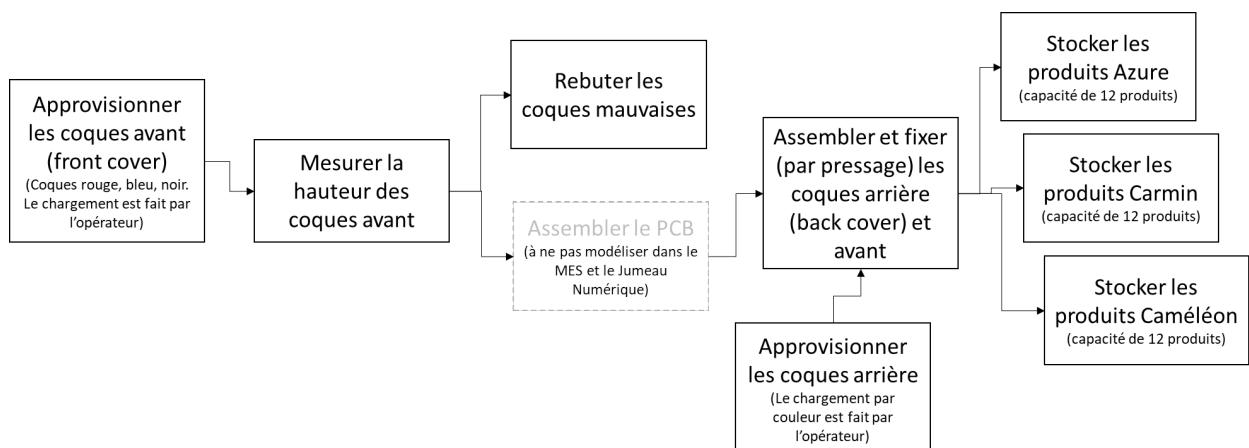 Approvisionner
les coques avant
(front cover)
(Coques rouge, bleu, noir.
Le chargement est fait par
l'opérateur)
Mesurer la
hauteur des
coques avant
Rebuter les
coques mauvaises
Assembler le PCB
(à ne pas modéliser dans le
MES et le Jumeau
Numérique)
Assembler et fixer
(par pressage) les
coques arrière
(back cover) et
avant
Approvisionner
les coques arrière
(Le chargement par
couleur est fait par
l'opérateur)
Stocker les
produits Azure
(capacité de 12 produits)
Stocker les
produits Carmin
(capacité de 12 produits)
Stocker les
produits Caméléon
(capacité de 12 produits)